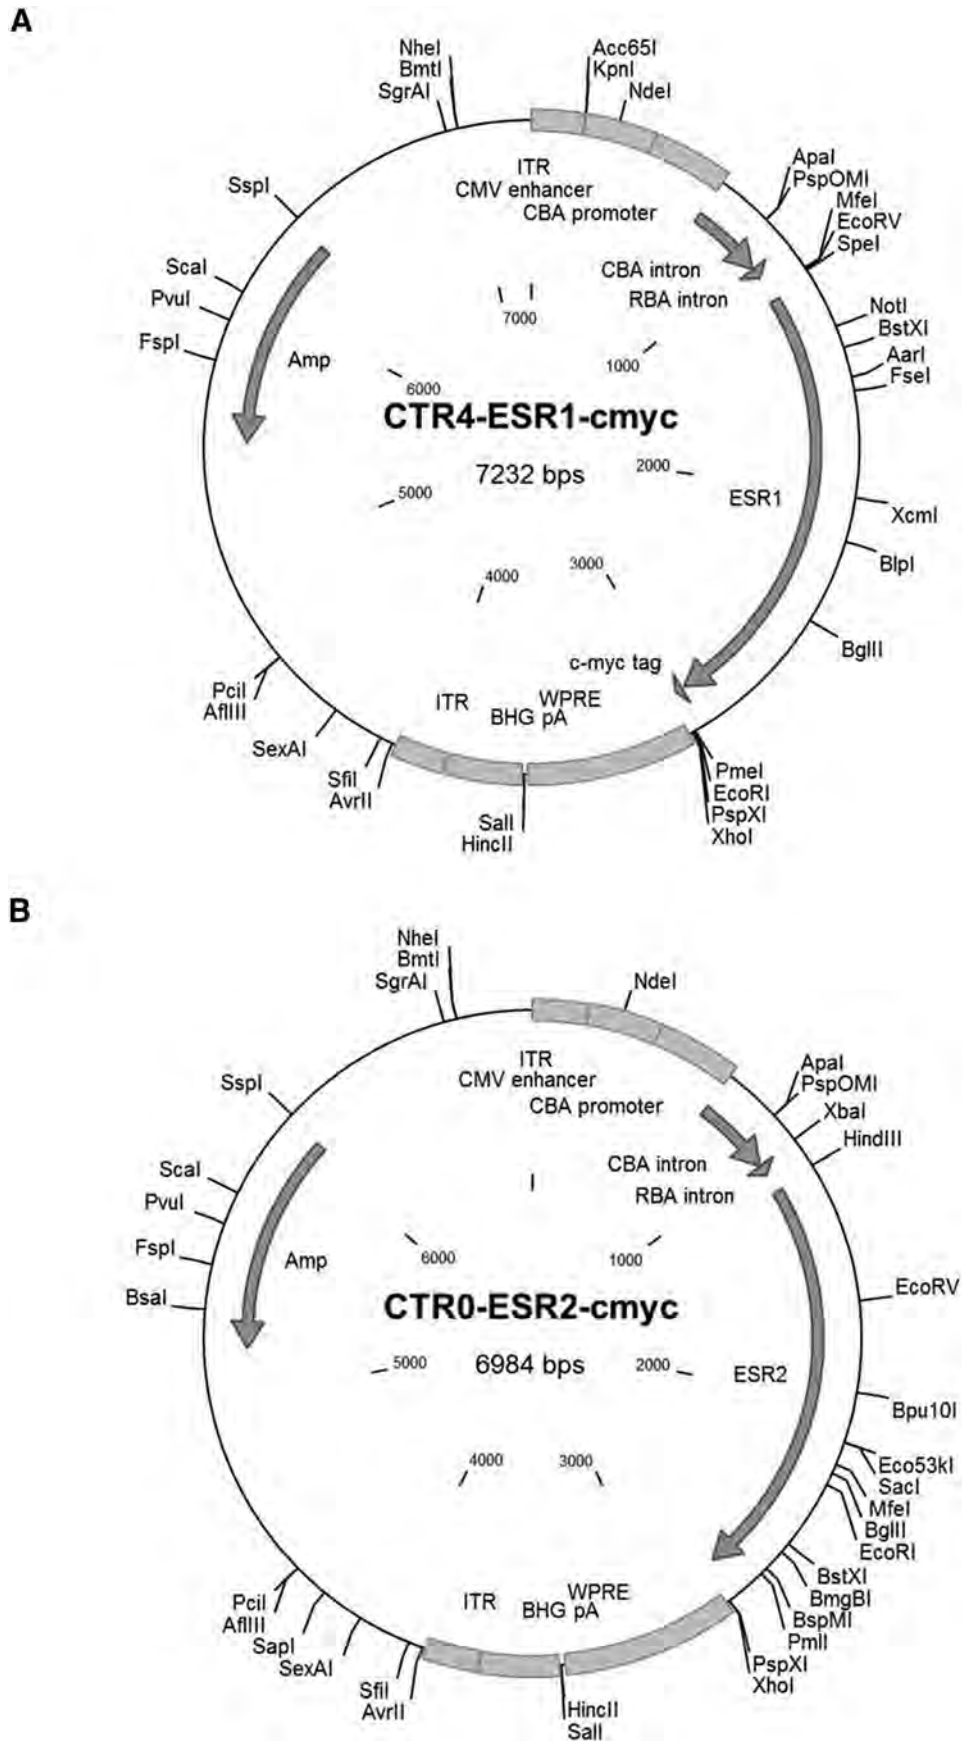 A
NheI
BmtI
SgrAI
Acc65I
KpnI
NdeI
ApaI
PspOMI
MfeI
EcoRV
SpeI
SspI
ITR
CMV enhancer
CBA promoter
ScaI
PvuI
FspI
CBA intron
RBA intron
NotI
BstXI
AarI
FseI
Amp
7000
1000
6000
CTR4-ESR1-cmyc
7232 bps
2000
5000
ESR1
XcmI
4000
3000
BlpI
BglII
c-myc tag
PciI
AflIII
ITR
WPRE
BHG pA
SexAI
SfiI
AvrII
PmeI
EcoRI
PspXI
XhoI
SalI
HincII
B
NheI
BmtI
SgrAI
NdeI
ApaI
PspOMI
XbaI
HindIII
SspI
ITR
CMV enhancer
CBA promoter
ScaI
PvuI
FspI
BsaI
CBA intron
RBA intron
Amp
6000
1000
EcoRV
CTR0-ESR2-cmyc
6984 bps
5000
2000
ESR2
Bpu10I
4000
3000
Eco53kI
SacI
MfeI
BglII
EcoRI
BstXI
BmgBI
BspMI
PmlI
PciI
AflIII
SapI
SexAI
ITR
WPRE
BHG pA
PspXI
XhoI
SfiI
AvrII
HincII
SalI